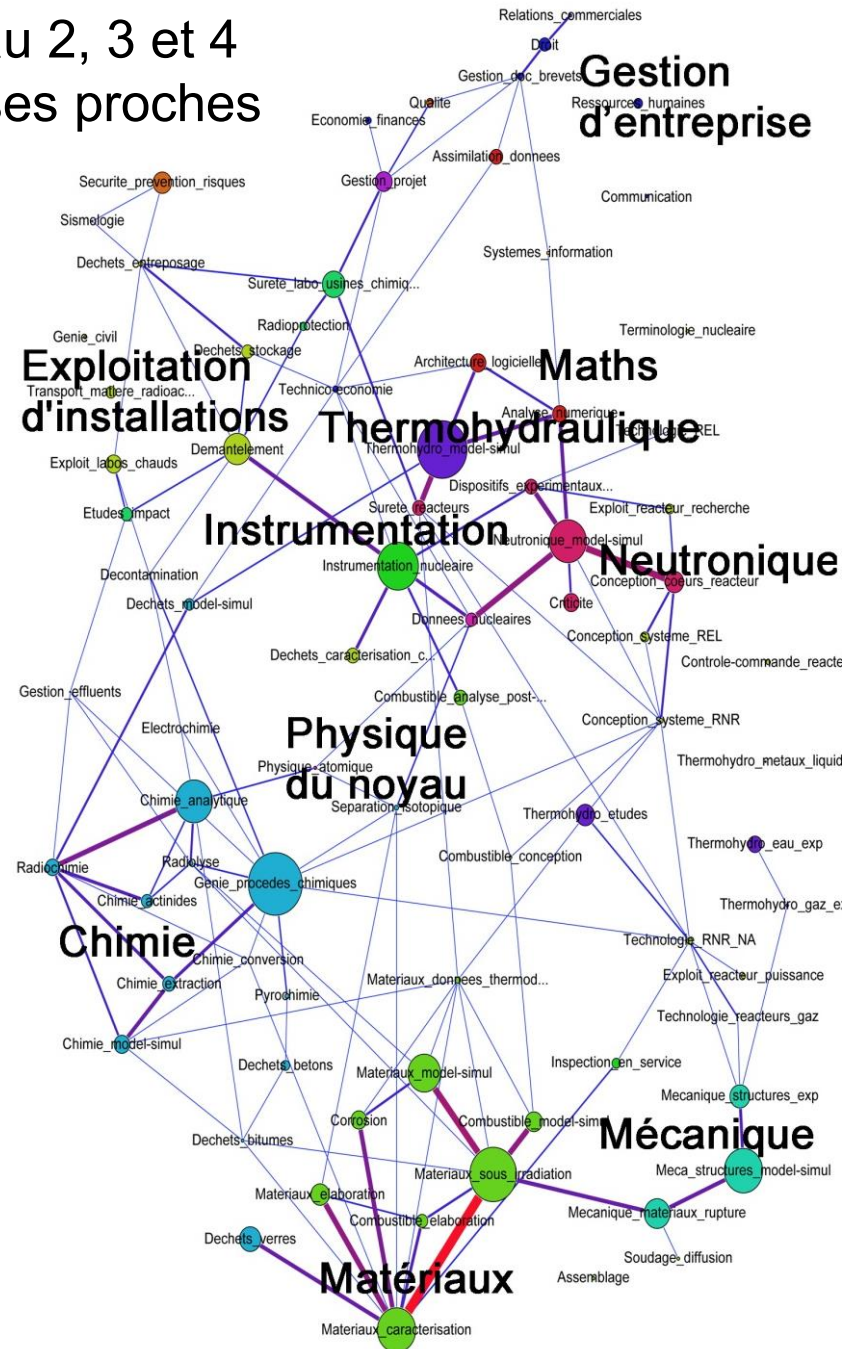 u 2, 3 et 4
ses proches
Relations_commerciales
Droit
Gestion_doc_brevets
Gestion
d'entreprise
Qualite
Ressources_humaines
Economie_finances
Assimilation_donnees
Securite_prevention_risques
Gestion_projet
Communication
Sismologie
Systemes_information
Dechets_entreposage
Surete_labo_usines_chimiq...
Radioprotection
Terminologie_nucleaire
Genie_civil
Dechets_stockage
Exploitation
d'installations
Architecture_logicielle
Maths
Transport_matiere_radioac...
Technico-economie
Analyse_numerique
Thermohydraulique
Technologie_REL
Demantelement
Thermohydro_model-simul
Exploit_labos_chauds
Dispositifs_experimentaux...
Surete_reacteurs
Exploit_reacteur_recherche
Etudes_impact
Instrumentation
Neutronique_model-simul
Neutronique
Instrumentation_nucleaire
Conception_coeurs_reacteur
Decontamination
Dechets_model-simul
Criticite
Donnees_nucleaires
Conception_systeme_REL
Dechets_caracterisation_c...
Controle-commande_reacte
Gestion_effluents
Combustible_analyse_post-...
Conception_systeme_RNR
Electrochimie
Physique
du noyau
Physique_atomique
Thermohydro_metaux_liquid
Chimie_analytique
Separation_isotopique
Thermohydro_etudes
Thermohydro_eau_exp
Combustible_conception
Radiochimie
Radiolyse
Genie_procedes_chimiques
Chimie_actinides
Thermohydro_gaz_ex
Chimie
Technologie_RNR_NA
Chimie_conversion
Chimie_extraction
Materiaux_donnees_thermod...
Exploit_reacteur_puissance
Pyrochimie
Technologie_reacteurs_gaz
Chimie_model-simul
Dechets_betons
Materiaux_model-simul
Inspection_en_service
Mecanique_structures_exp
Corrosion
Combustible_model-simul
Mécanique
Dechets_bitumes
Materiaux_sous_irradiation
Meca_structures_model-simul
Materiaux_elaboration
Combustible_elaboration
Mecanique_materiaux_rupture
Dechets_verres
Soudage_diffusion
Matériaux
Assemblage
Materiaux_caracterisation